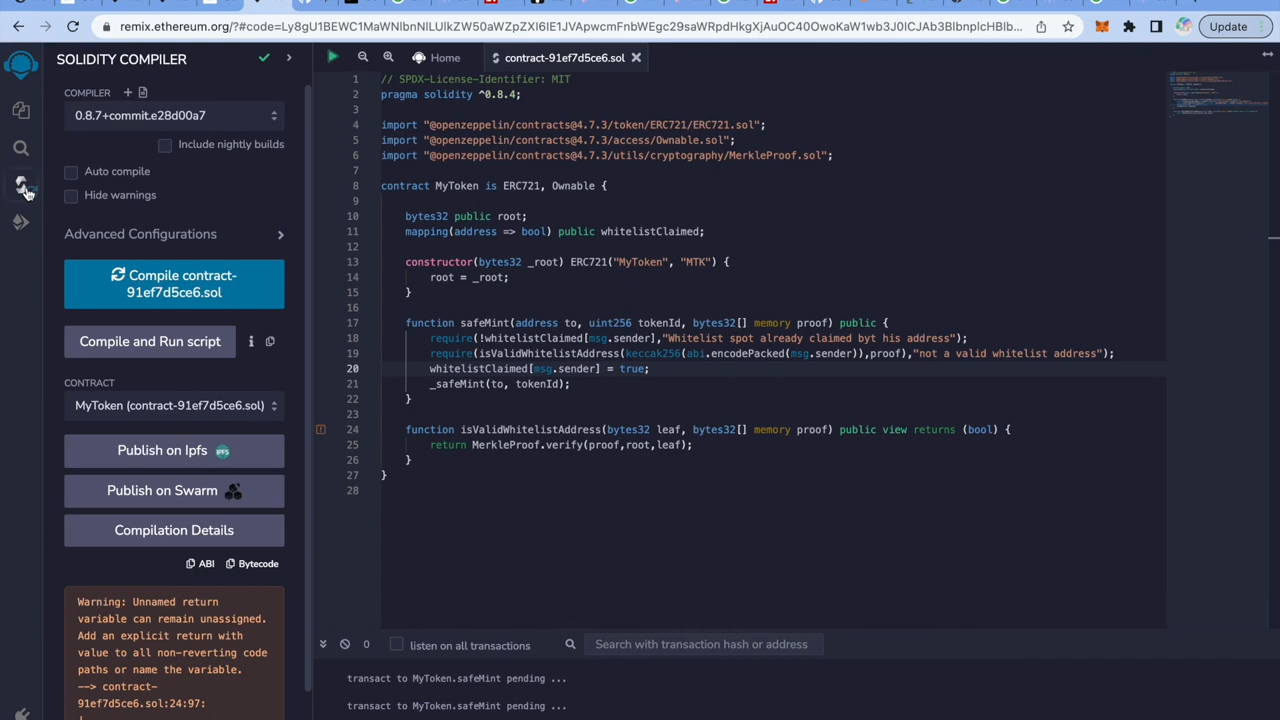 remix.ethereum.org/?#code=Ly8gU1BEWC1MaWNlbnNlLUlkZW50aWZpZXI6IE1JVApwcmFnbWEgc29saWRpdHkgXjAuOC40OwoKaW1wb3J0ICJAb3BlbnplcHBlbGluL2Nvb...
Update
SOLIDITY COMPILER
Home
contract-91ef7d5ce6.sol
COMPILER
0.8.7+commit.e28d00a7
Include nightly builds
Auto compile
Hide warnings
Advanced Configurations
Compile contract-
91ef7d5ce6.sol
Compile and Run script
CONTRACT
MyToken (contract-91ef7d5ce6.sol)
Publish on Ipfs
IPFS
Publish on Swarm
Compilation Details
ABI
Bytecode
Warning: Unnamed return
variable can remain unassigned.
Add an explicit return with
value to all non-reverting code
paths or name the variable.
--> contract-
91ef7d5ce6.sol:24:97:
|
1 // SPDX-License-Identifier: MIT
2 pragma solidity ^0.8.4;
3
4 import "@openzeppelin/contracts@4.7.3/token/ERC721/ERC721.sol";
5 import "@openzeppelin/contracts@4.7.3/access/Ownable.sol";
6 import "@openzeppelin/contracts@4.7.3/utils/cryptography/MerkleProof.sol";
7
8 contract MyToken is ERC721, Ownable {
9
10 bytes32 public root;
11 mapping(address => bool) public whitelistClaimed;
12
13 constructor(bytes32 _root) ERC721("MyToken", "MTK") {
14 root = _root;
15 }
16
17 function safeMint(address to, uint256 tokenId, bytes32[] memory proof) public {
18 require(!whitelistClaimed[msg.sender],"Whitelist spot already claimed byt his address");
19 require(isValidWhitelistAddress(keccak256(abi.encodePacked(msg.sender)),proof),"not a valid whitelist address");
20 whitelistClaimed[msg.sender] = true;
21 _safeMint(to, tokenId);
22 }
23
24 function isValidWhitelistAddress(bytes32 leaf, bytes32[] memory proof) public view returns (bool) {
25 return MerkleProof.verify(proof,root,leaf);
26 }
27 }
28
0
listen on all transactions
Search with transaction hash or address
transact to MyToken.safeMint pending ...
transact to MyToken.safeMint pending ...